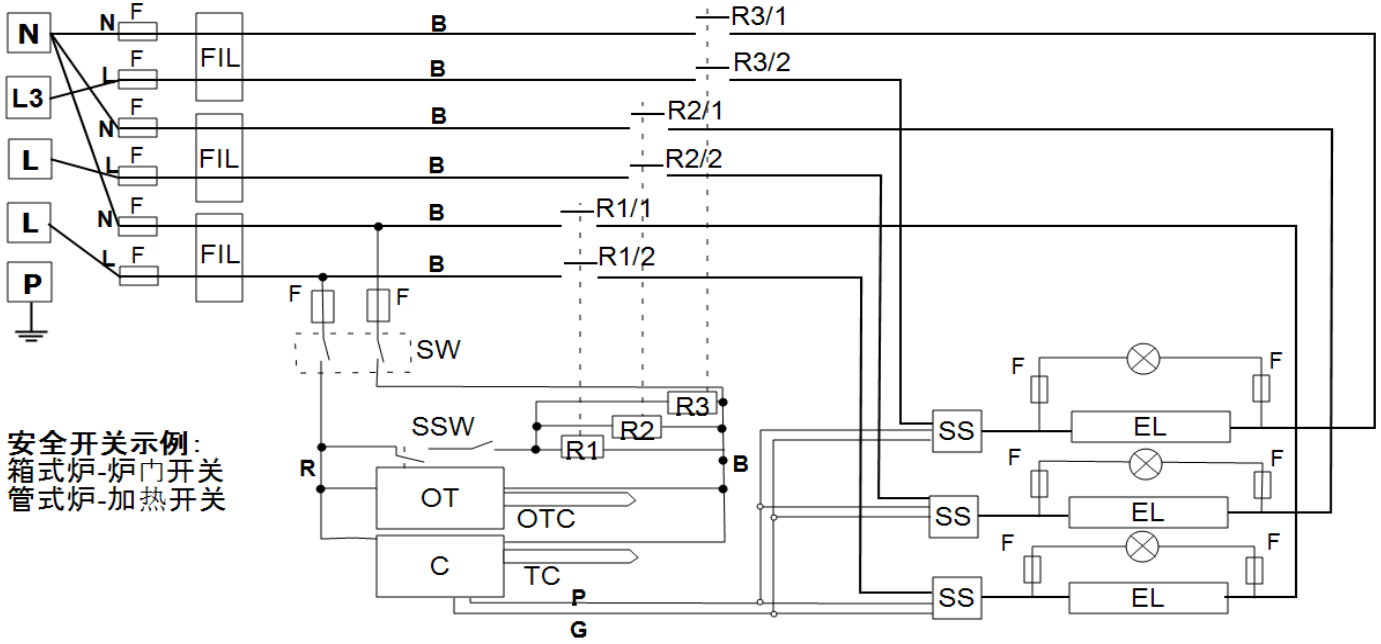 N
N F
B
R3/1
FIL
L3
L F
B
R3/2
N F
B
R2/1
FIL
L
L F
B
R2/2
N F
B
R1/1
FIL
L
L F
B
R1/2
P
F
F
SW
R3
R2
SSW
R1
R
B
OT
OTC
C
TC
P
G
安全开关示例:
箱式炉-炉门开关
管式炉-加热开关
F
F
SS
EL
F
F
SS
EL
F
F
SS
EL